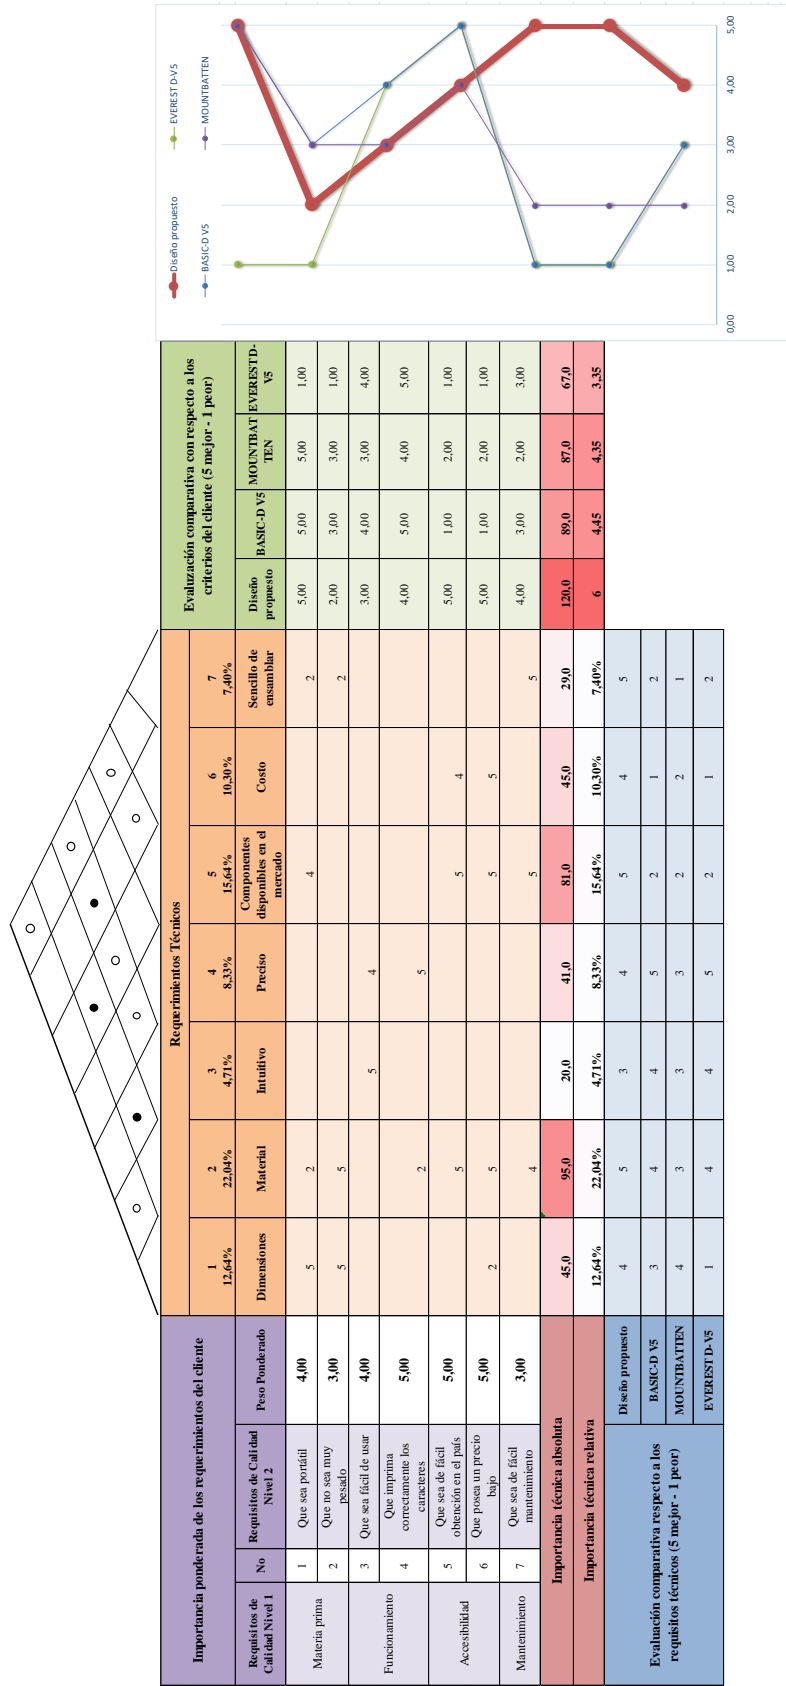 Importancia ponderada de los requerimientos del cliente
Requerimientos Técnicos
Evaluzación comparativa con respecto a los
criterios del cliente (5 mejor - 1 peor)
1 2 3 4 5 6 7
12,64% 22,04% 4,71% 8,33% 15,64% 10,30% 7,40%
Requisitos de
Calidad Nivel 1
No
Requisitos de Calidad
Nivel 2
Peso Ponderado
Dimensiones
Material
Intuitivo
Preciso
Componentes
disponibles en el
mercado
Costo
Sencillo de
ensamblar
Diseño
propuesto
BASIC-D V5
MOUNTBAT
TEN
EVEREST D-
V5
Materia prima
1 Que sea portátil 4,00 5 2 4 2 5,00 5,00 5,00 1,00
2 Que no sea muy
pesado 3,00 5 5 2 2,00 3,00 3,00 1,00
Funcionamiento
3 Que sea fácil de usar 4,00 5 4 3,00 4,00 3,00 4,00
4 Que imprima
correctamente los
caracteres 5,00 2 5 4,00 5,00 4,00 5,00
Accesibilidad
5 Que sea de fácil
obtención en el país 5,00 5 5 4 5,00 1,00 2,00 1,00
6 Que posea un precio
bajo 5,00 2 5 5 5 5,00 1,00 2,00 1,00
Mantenimiento
7 Que sea de fácil
mantenimiento 3,00 4 5 5 4,00 3,00 2,00 3,00
Importancia técnica absoluta 45,0 95,0 20,0 41,0 81,0 45,0 29,0 120,0 89,0 87,0 67,0
Importancia técnica relativa 12,64% 22,04% 4,71% 8,33% 15,64% 10,30% 7,40% 6 4,45 4,35 3,35
Evaluación comparativa respecto a los
requisitos técnicos (5 mejor - 1 peor)
Diseño propuesto 4 5 3 4 5 4 5
BASIC-D V5 3 4 4 5 2 1 2
MOUNTBATTEN 4 3 3 3 2 2 1
EVEREST D-V5 1 4 4 5 2 1 2
Diseño propuesto
EVEREST D-V5
BASIC-D V5
MOUNTBATTEN
0,00 1,00 2,00 3,00 4,00 5,00